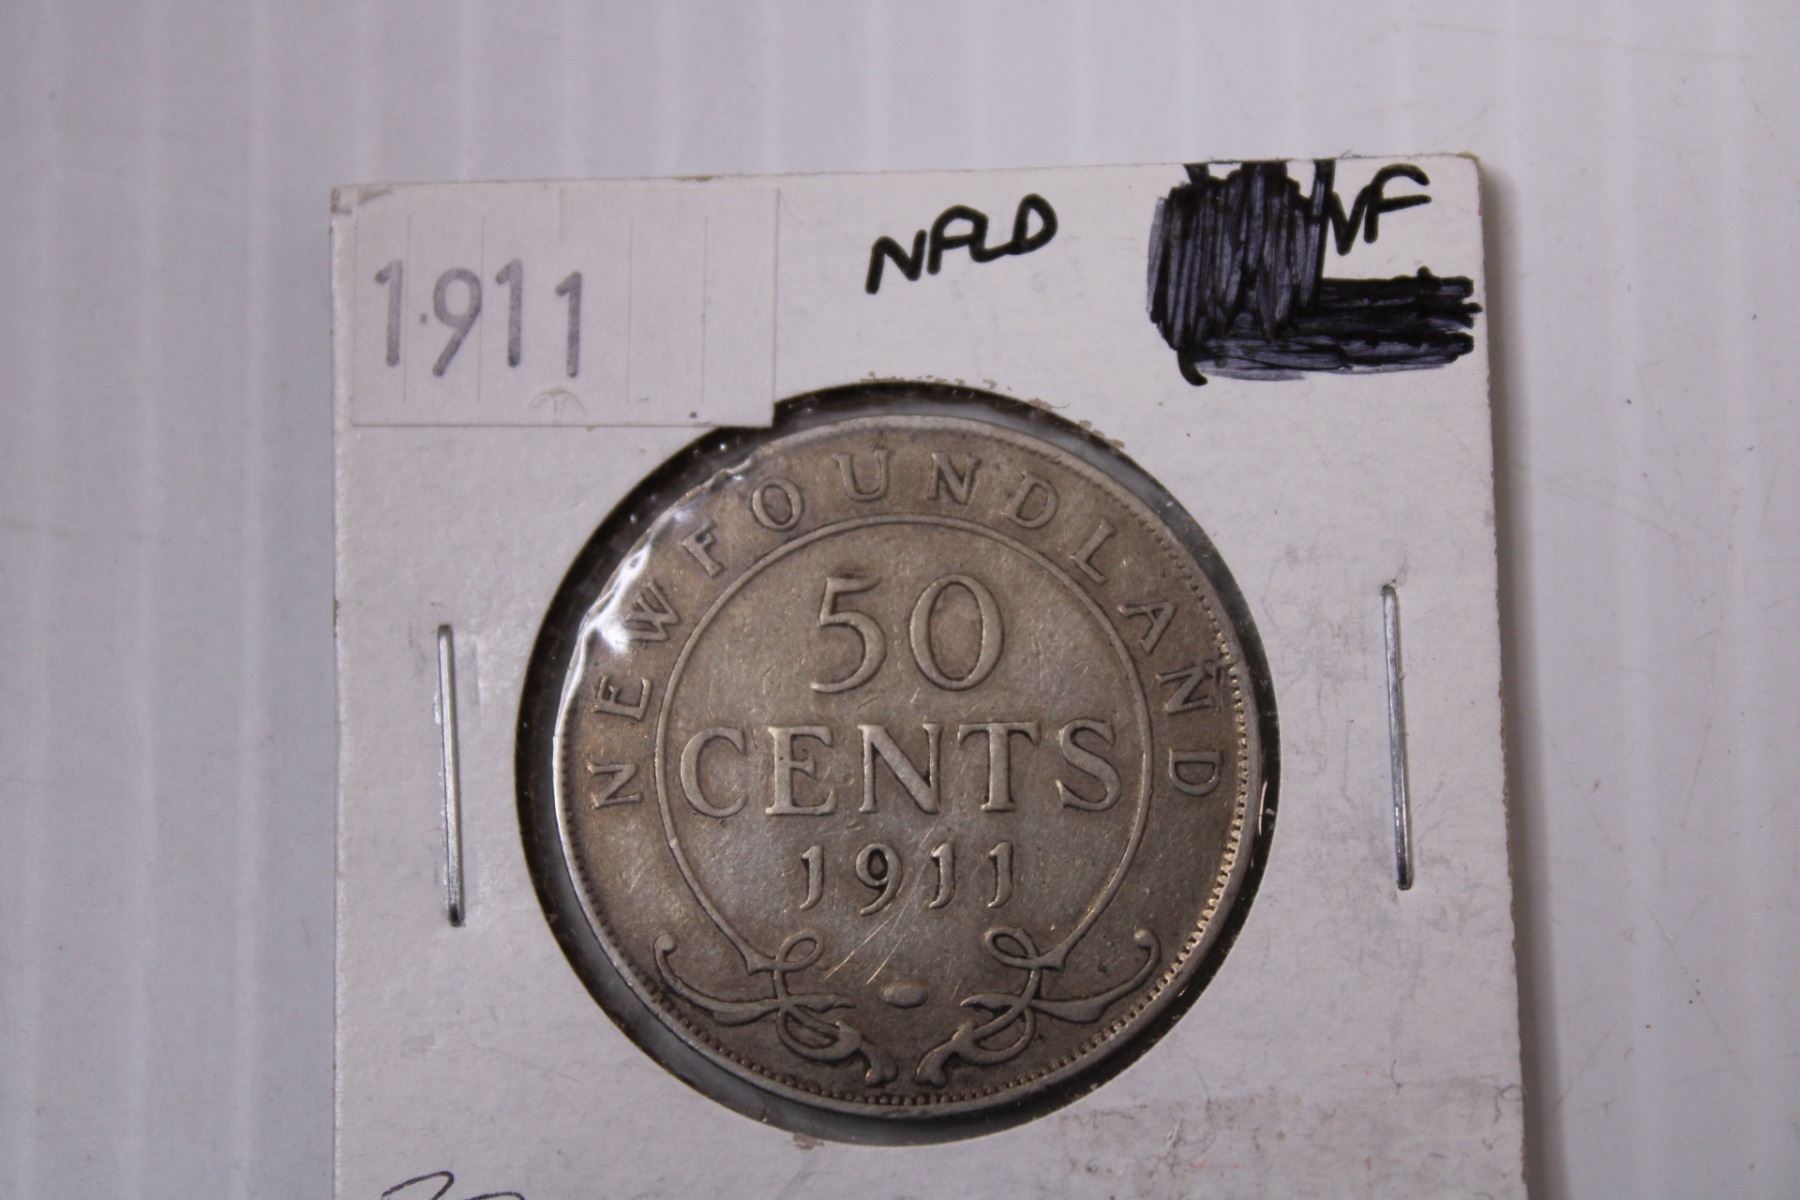 1911
NFLD
VF
NEWFOUNDLAND
50
CENTS
1911